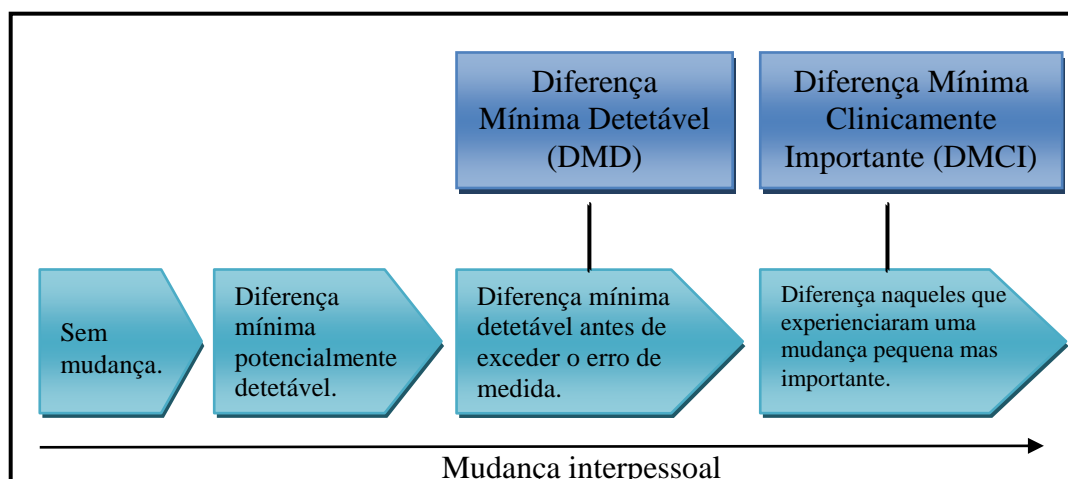 Diferença
Mínima Detetável
(DMD)
Diferença Mínima
Clinicamente
Importante (DMCI)
Sem
mudança.
Diferença
mínima
potencialmente
detetável.
Diferença mínima
detetável antes de
exceder o erro de
medida.
Diferença naqueles que
experienciaram uma
mudança pequena mas
importante.
Mudança interpessoal